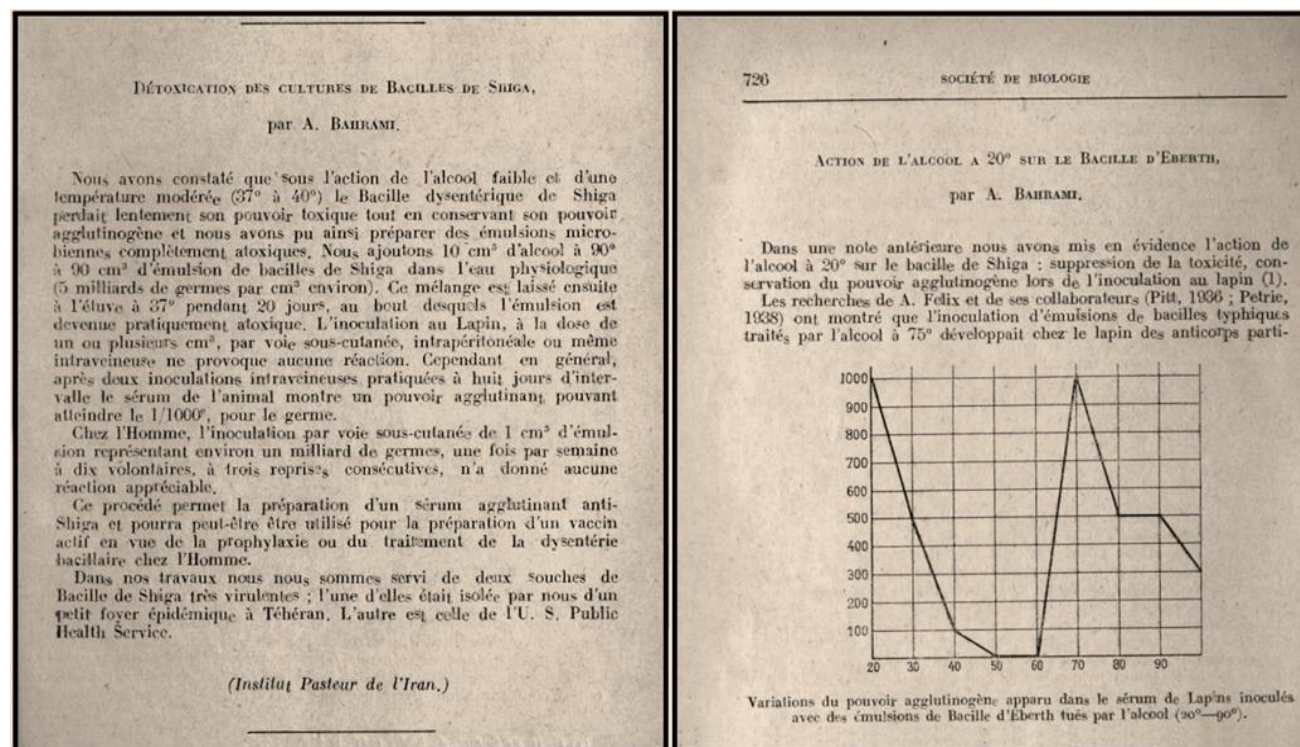 DÉTOXICATION DES CULTURES DE BACILLES DE SHIGA,
par A. BAHRAMI.
Nous avons constaté que sous l'action de l'alcool faible et d'une
température modérée (37° à 40°) le Bacille dysentérique de Shiga
perdait lentement son pouvoir toxique tout en conservant son pouvoir
agglutinogène et nous avons pu ainsi préparer des émulsions micro-
biennes complètement atoxiques. Nous ajoutons 10 cm³ d'alcool à 90°
à 90 cm³ d'émulsion de bacilles de Shiga dans l'eau physiologique
(5 milliards de germes par cm³ environ). Ce mélange est laissé ensuite
à l'étuve à 37° pendant 20 jours, au bout desquels l'émulsion est
devenue pratiquement atoxique. L'inoculation au Lapin, à la dose de
un ou plusieurs cm³, par voie sous-cutanée, intrapéritonéale ou même
intraveineuse ne provoque aucune réaction. Cependant en général,
après deux inoculations intraveineuses pratiquées à huit jours d'inter-
valle le sérum de l'animal montre un pouvoir agglutinant pouvant
atteindre le 1/1000e, pour le germe.
Chez l'Homme, l'inoculation par voie sous-cutanée de 1 cm³ d'émul-
sion représentant environ un milliard de germes, une fois par semaine
à dix volontaires, à trois reprises consécutives, n'a donné aucune
réaction appréciable.
Ce procédé permet la préparation d'un sérum agglutinant anti-
Shiga et pourra peut-être être utilisé pour la préparation d'un vaccin
actif en vue de la prophylaxie ou du traitement de la dysentérie
bacillaire chez l'Homme.
Dans nos travaux nous nous sommes servi de deux souches de
Bacille de Shiga très virulentes ; l'une d'elles était isolée par nous d'un
petit foyer épidémique à Téhéran. L'autre est celle de l'U. S. Public
Health Service.
(Institut Pasteur de l'Iran.)
726 SOCIÉTÉ DE BIOLOGIE
ACTION DE L'ALCOOL A 20° SUR LE BACILLE D'EBERTH,
par A. BAHRAMI.
Dans une note antérieure nous avons mis en évidence l'action de
l'alcool à 20° sur le bacille de Shiga : suppression de la toxicité, con-
servation du pouvoir agglutinogène lors de l'inoculation au lapin (1).
Les recherches de A. Felix et de ses collaborateurs (Pitt, 1936 ; Petrie,
1938) ont montré que l'inoculation d'émulsions de bacilles typhiques
traités par l'alcool à 75° développait chez le lapin des anticorps parti-
1000
900
800
700
600
500
400
300
200
100
20 30 40 50 60 70 80 90
Variations du pouvoir agglutinogène apparu dans le sérum de Lapins inoculés
avec des émulsions de Bacille d'Eberth tués par l'alcool (20°—90°).